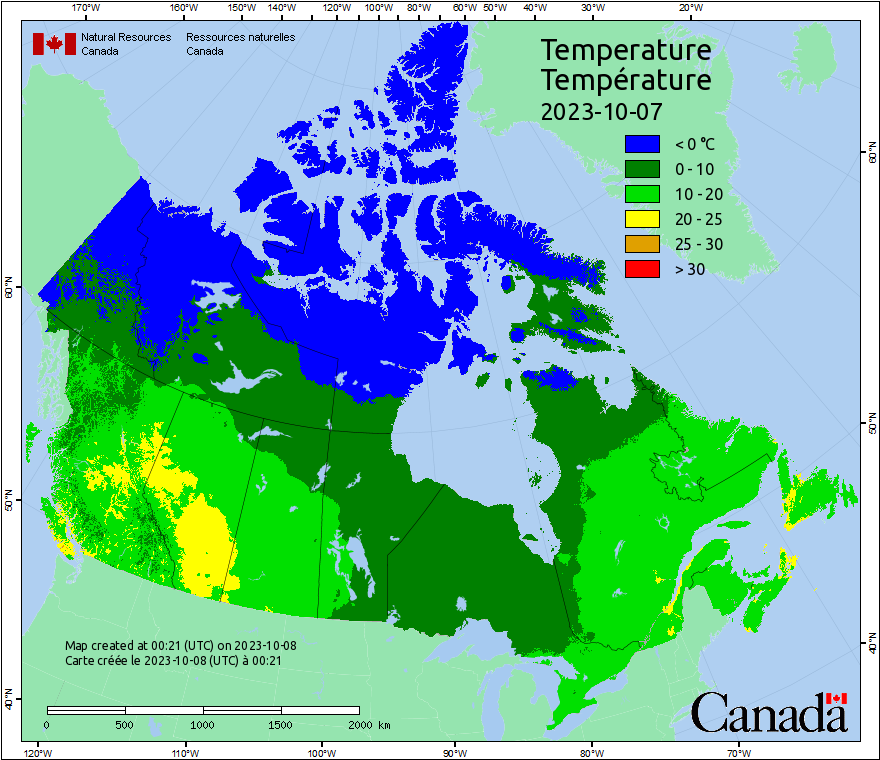 170°W 160°W 150°W 140°W 130°W 120°W 110°W 100°W 90°W 80°W 70°W 60°W 50°W 40°W 30°W 20°W
Natural Resources Ressources naturelles
Canada Canada
Temperature
Température
2023-10-07
< 0 °C
0 - 10
10 - 20
20 - 25
25 - 30
> 30
60°N
60°N
50°N
50°N
40°N
40°N
Map created at 00:21 (UTC) on 2023-10-08
Carte créée le 2023-10-08 (UTC) à 00:21
0 500 1000 1500 2000 km
Canada
120°W 110°W 100°W 90°W 80°W 70°W